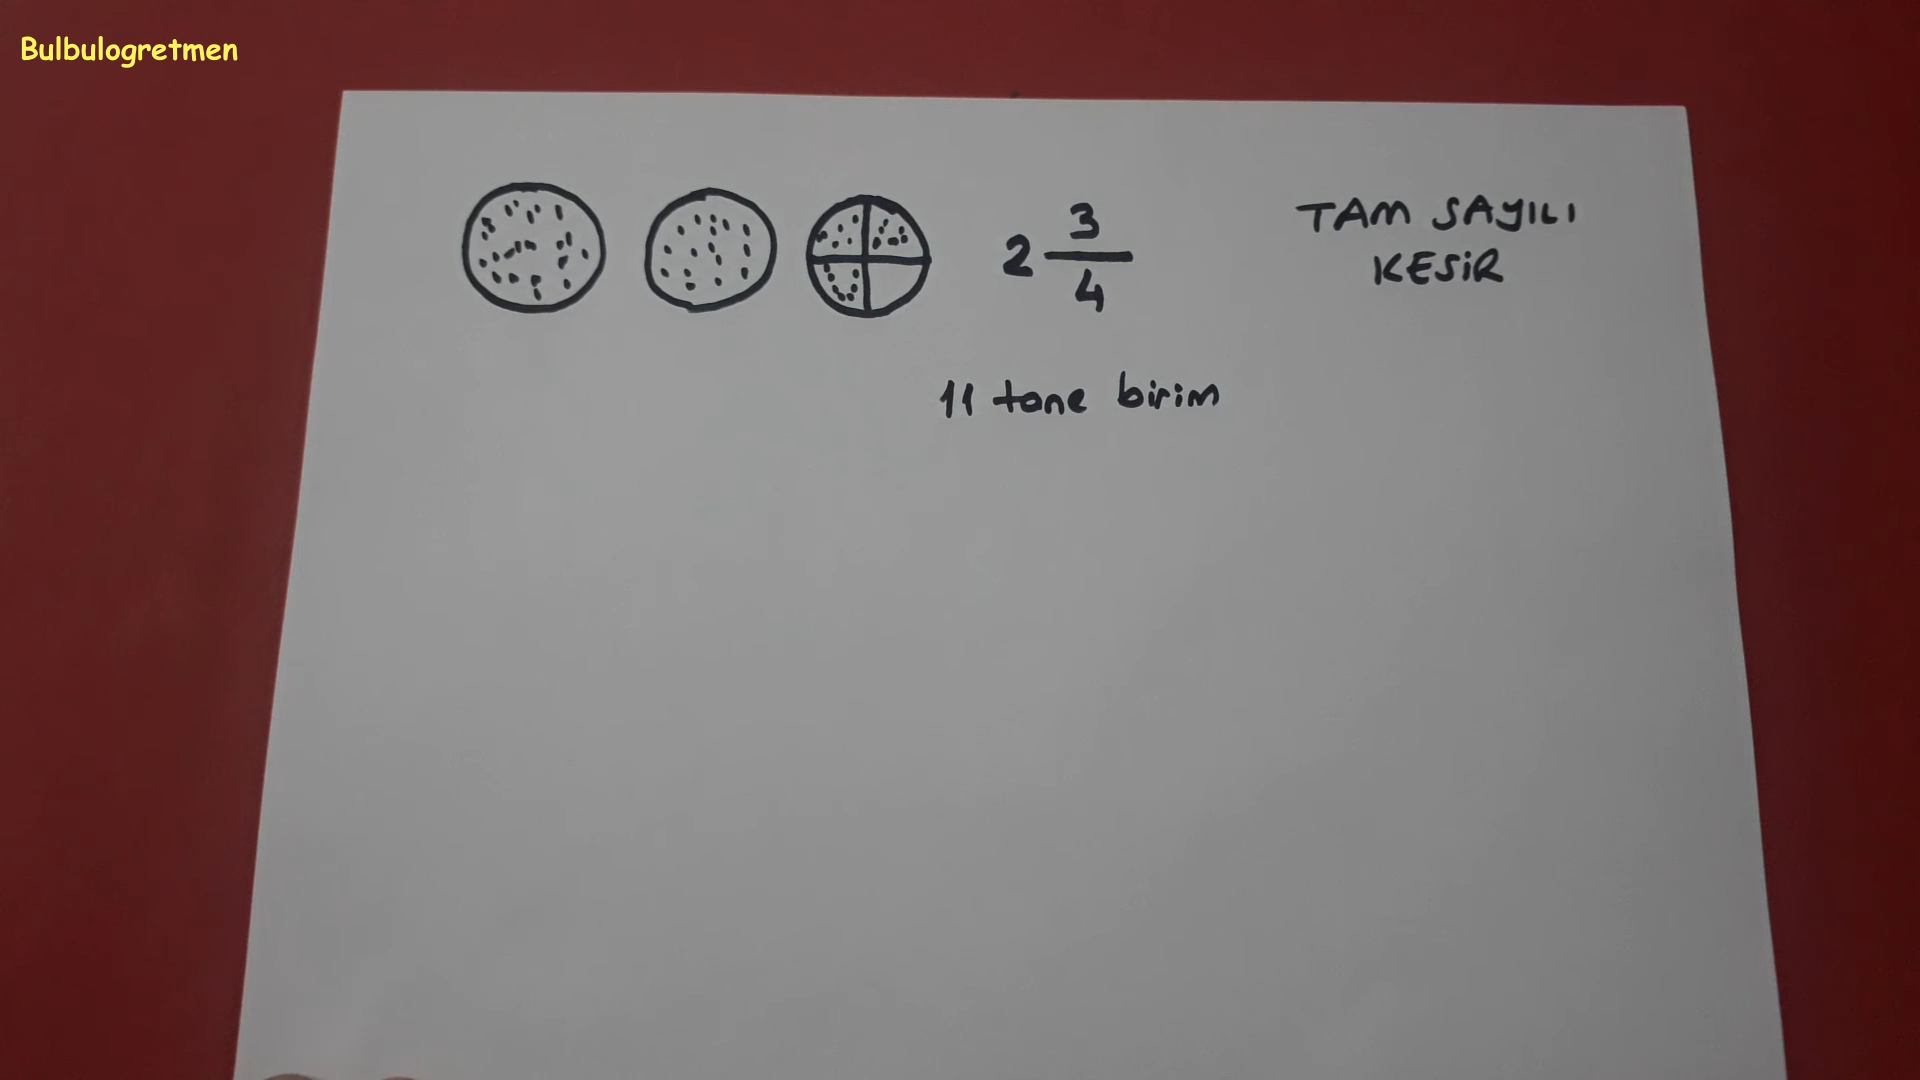 Bulbulogretmen
2 3/4
TAM SAYILI
KESİR
11 tane birim